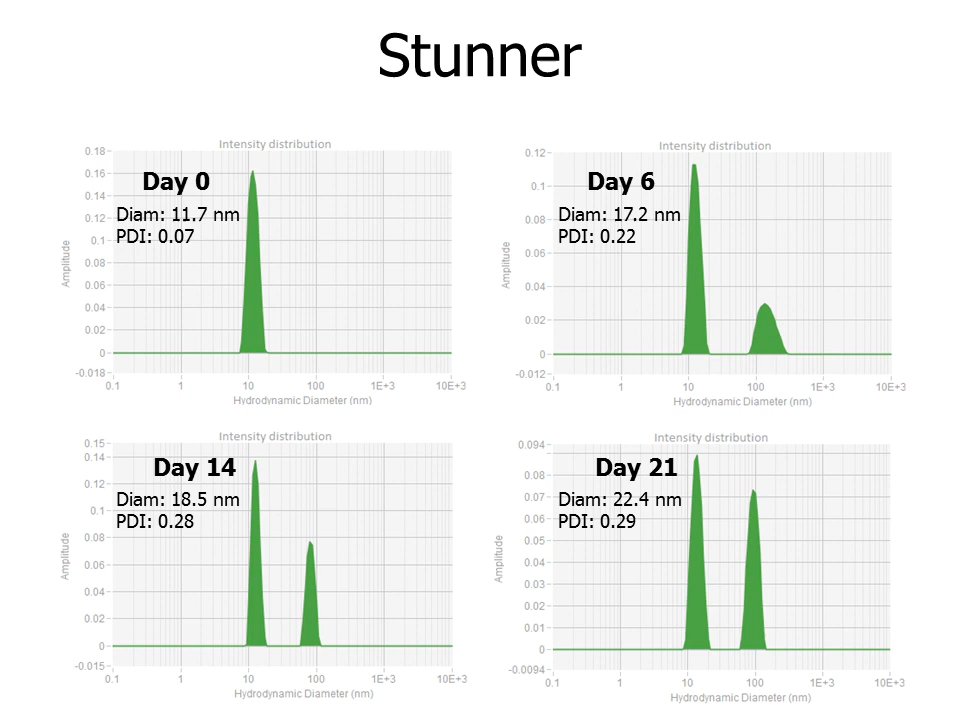 Stunner
Intensity distribution
0.18
0.16
0.14
0.12
0.1
0.08
0.06
0.04
0.02
0
-0.018
Amplitude
Day 0
Diam: 11.7 nm
PDI: 0.07
0.1 1 10 100 1E+3 10E+3
Hydrodynamic Diameter (nm)
Intensity distribution
0.12
0.1
0.08
0.06
0.04
0.02
0
-0.012
Amplitude
Day 6
Diam: 17.2 nm
PDI: 0.22
0.1 1 10 100 1E+3 10E+3
Hydrodynamic Diameter (nm)
Intensity distribution
0.15
0.14
0.12
0.1
0.08
0.06
0.04
0.02
0
-0.015
Amplitude
Day 14
Diam: 18.5 nm
PDI: 0.28
0.1 1 10 100 1E+3 10E+3
Hydrodynamic Diameter (nm)
Intensity distribution
0.094
0.08
0.07
0.06
0.05
0.04
0.03
0.02
0.01
0
-0.0094
Amplitude
Day 21
Diam: 22.4 nm
PDI: 0.29
0.1 1 10 100 1E+3 10E+3
Hydrodynamic Diameter (nm)